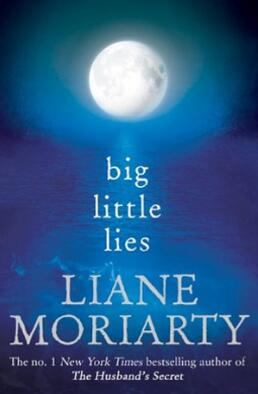 big
little
lies
LIANE
MORIARTY
The no. 1 New York Times bestselling author of
The Husband's Secret